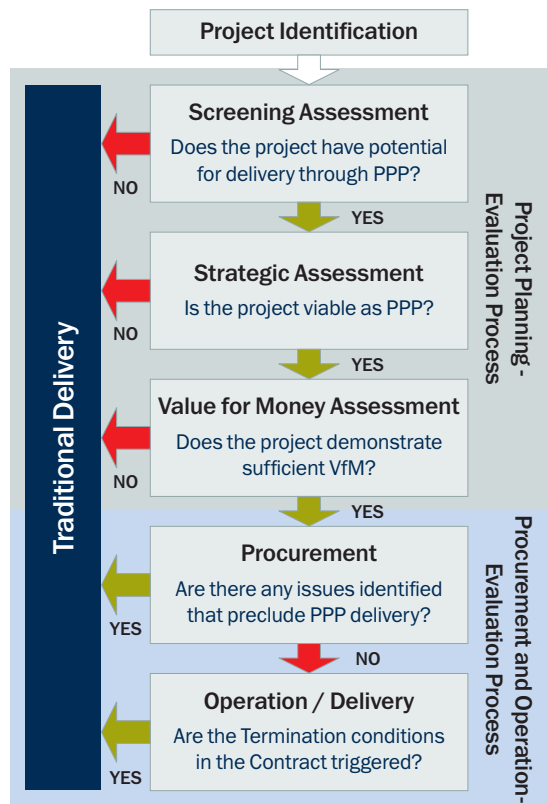 Project Identification
Screening Assessment
Does the project have potential
for delivery through PPP?
NO
YES
Strategic Assessment
Is the project viable as PPP?
NO
YES
Value for Money Assessment
Does the project demonstrate
sufficient VfM?
NO
YES
Procurement
Are there any issues identified
that preclude PPP delivery?
YES
NO
Operation / Delivery
Are the Termination conditions
in the Contract triggered?
YES
Traditional Delivery
Project Planning -
Evaluation Process
Procurement and Operation-
Evaluation Process